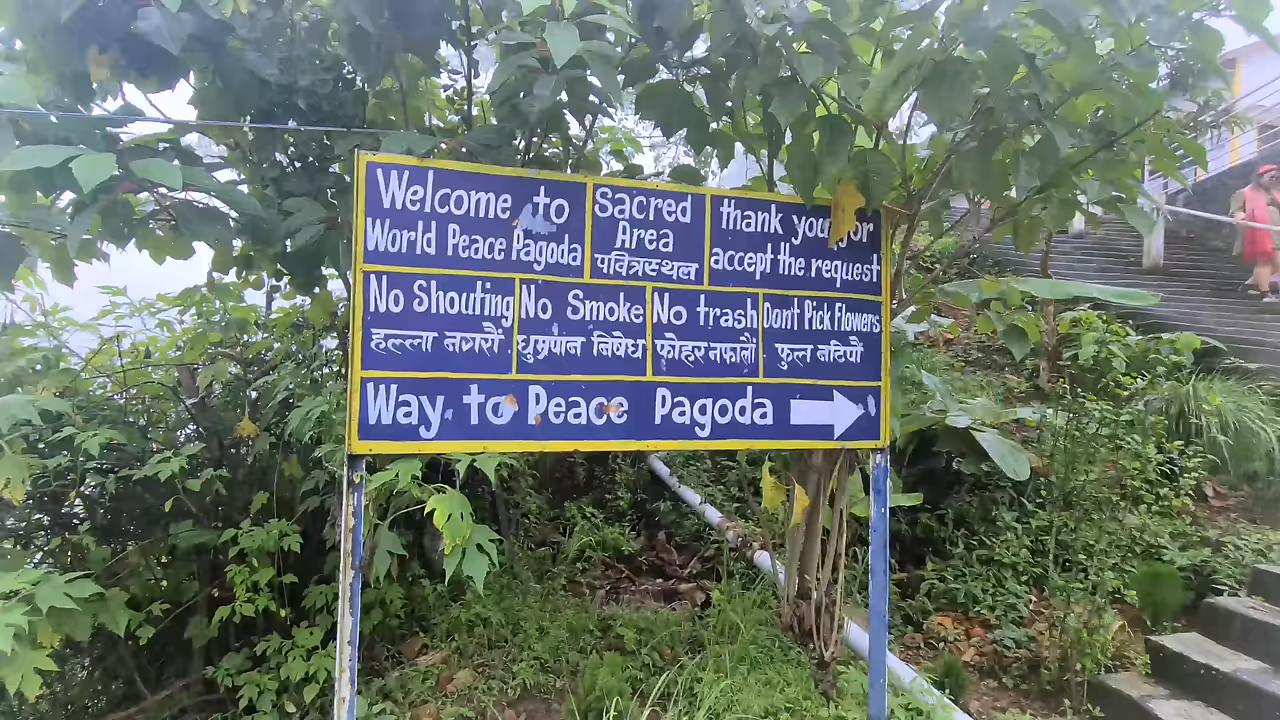 Welcome to
World Peace Pagoda
Sacred
Area
पवित्रस्थल
thank you for
accept the request
No Shouting
हल्ला नगरौं.
No Smoke
धुम्रपान निषेध
No trash
फोहर नफालौं
Don't Pick Flowers
फुल नटिपौं
Way to Peace Pagoda